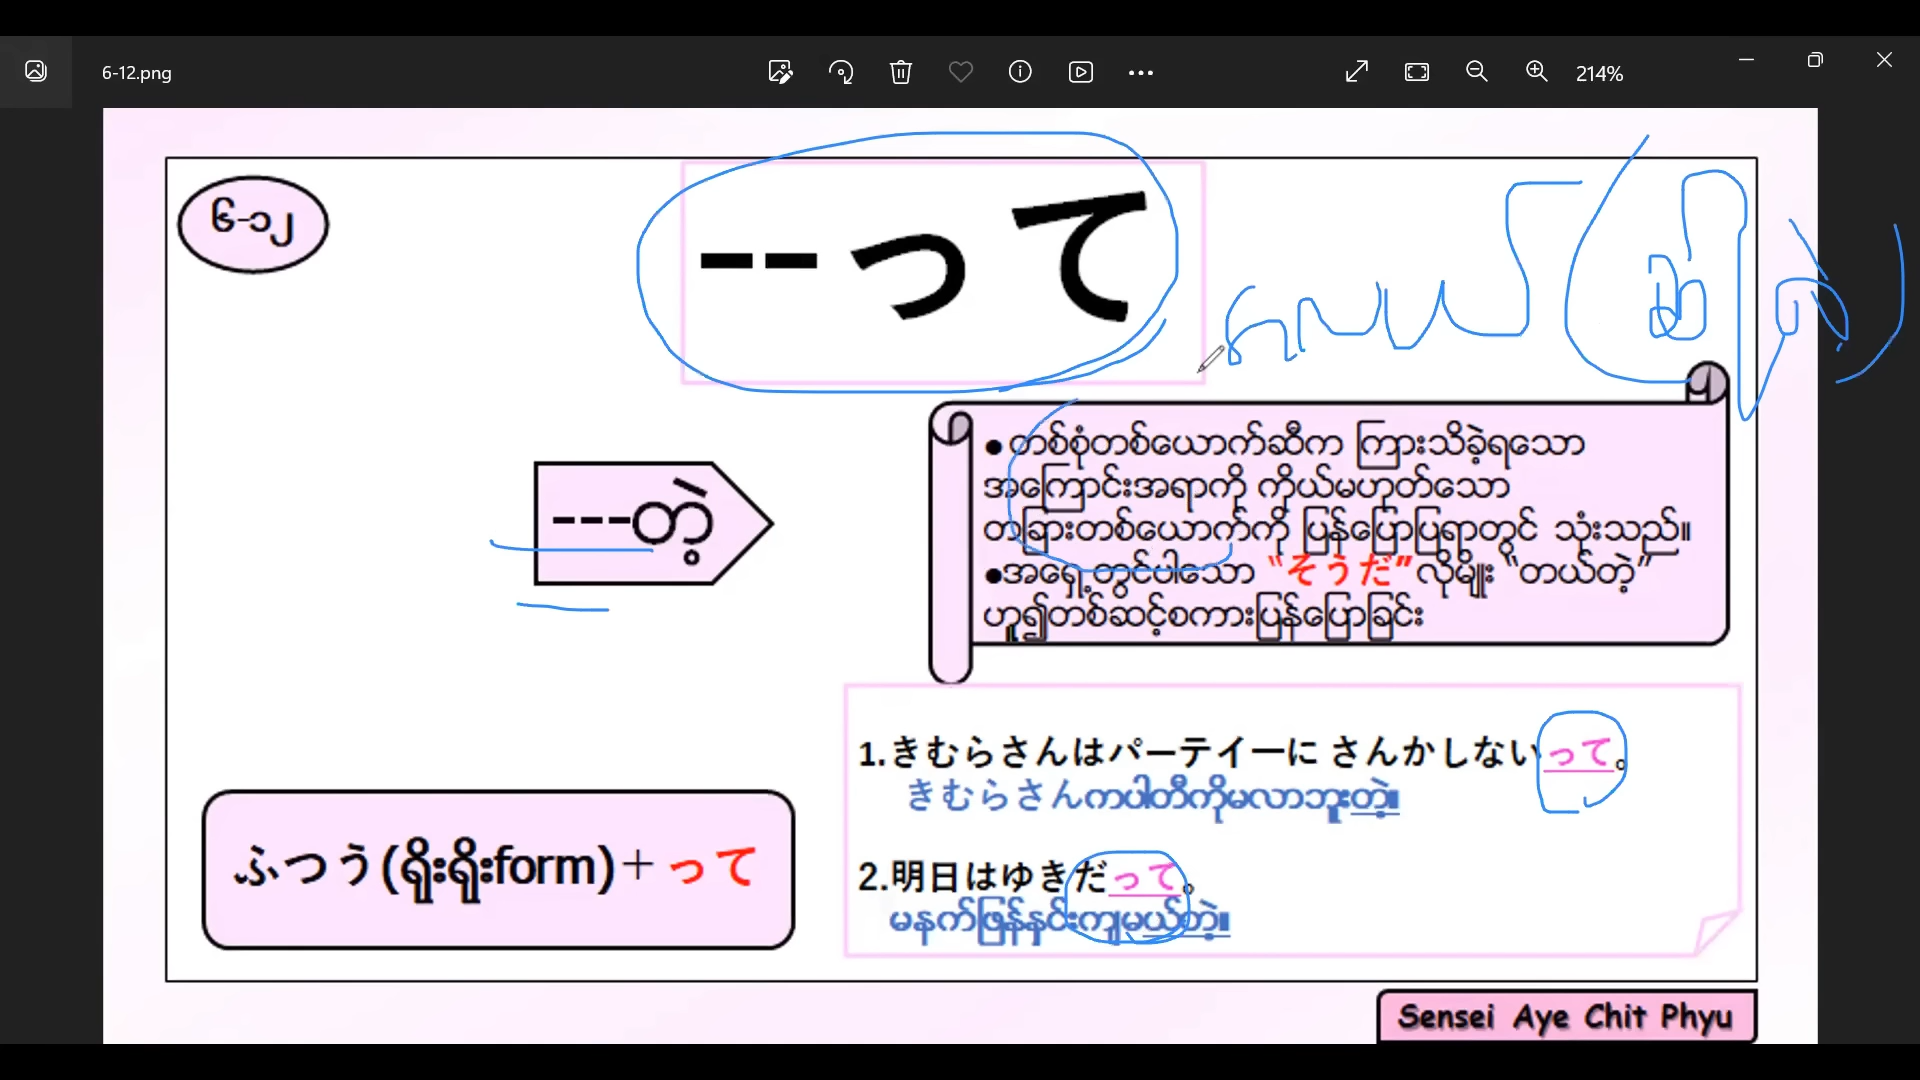 6-12.png
214%
၆-၁၂
--って
---တဲ့
● တစ်စုံတစ်ယောက်ဆီက ကြားသိခဲ့ရသော
အကြောင်းအရာကို ကိုယ်မဟုတ်သော
တခြားတစ်ယောက်ကို ပြန်ပြောပြရာတွင် သုံးသည်။
●အရှေ့တွင်ပါသော “そうだ” လိုမျိုး “တယ်တဲ့”
ဟူ၍တစ်ဆင့်စကားပြန်ပြောခြင်း
ふつう(ရိုးရိုးform)+って
1.きむらさんはパーテイーに さんかしないって。
きむらさんကပါတီကိုမလာဘူးတဲ့။
2.明日はゆきだって。
မနက်ဖြန်နှင်းကျမယ်တဲ့။
Sensei Aye Chit Phyu